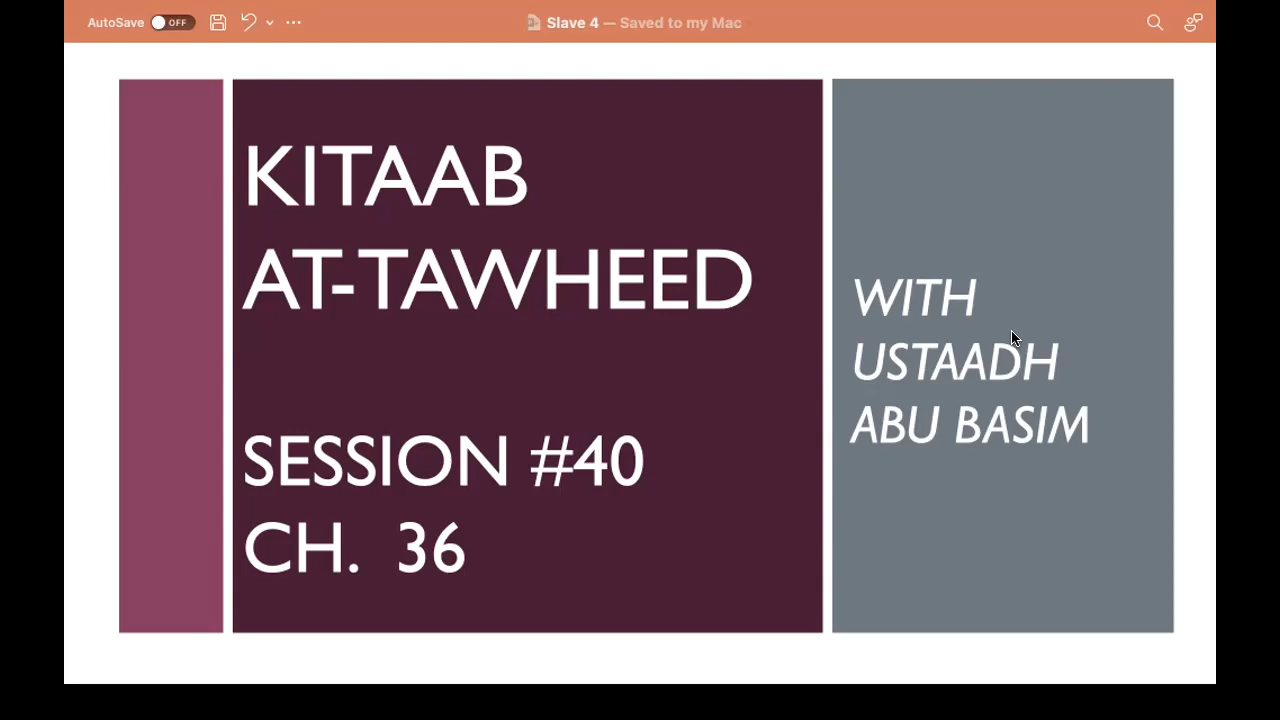 AutoSave OFF
Slave 4 — Saved to my Mac
KITAAB
AT-TAWHEED
SESSION #40
CH. 36
WITH
USTAADH
ABU BASIM